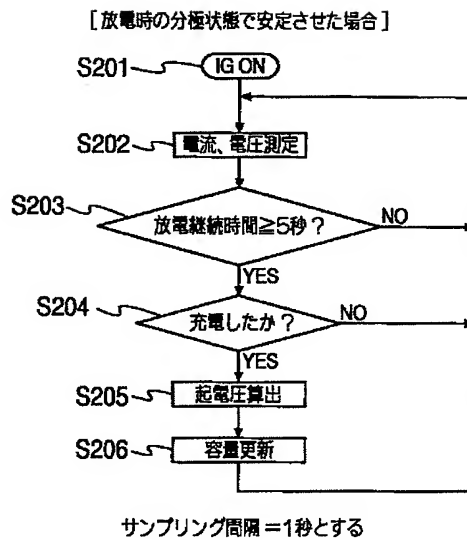 [放電時の分極状態で安定させた場合]
S201
IG ON
S202
電流、電圧測定
S203
放電継続時間≧5秒？
NO
YES
S204
充電したか？
NO
YES
S205
起電圧算出
S206
容量更新
サンプリング間隔=1秒とする